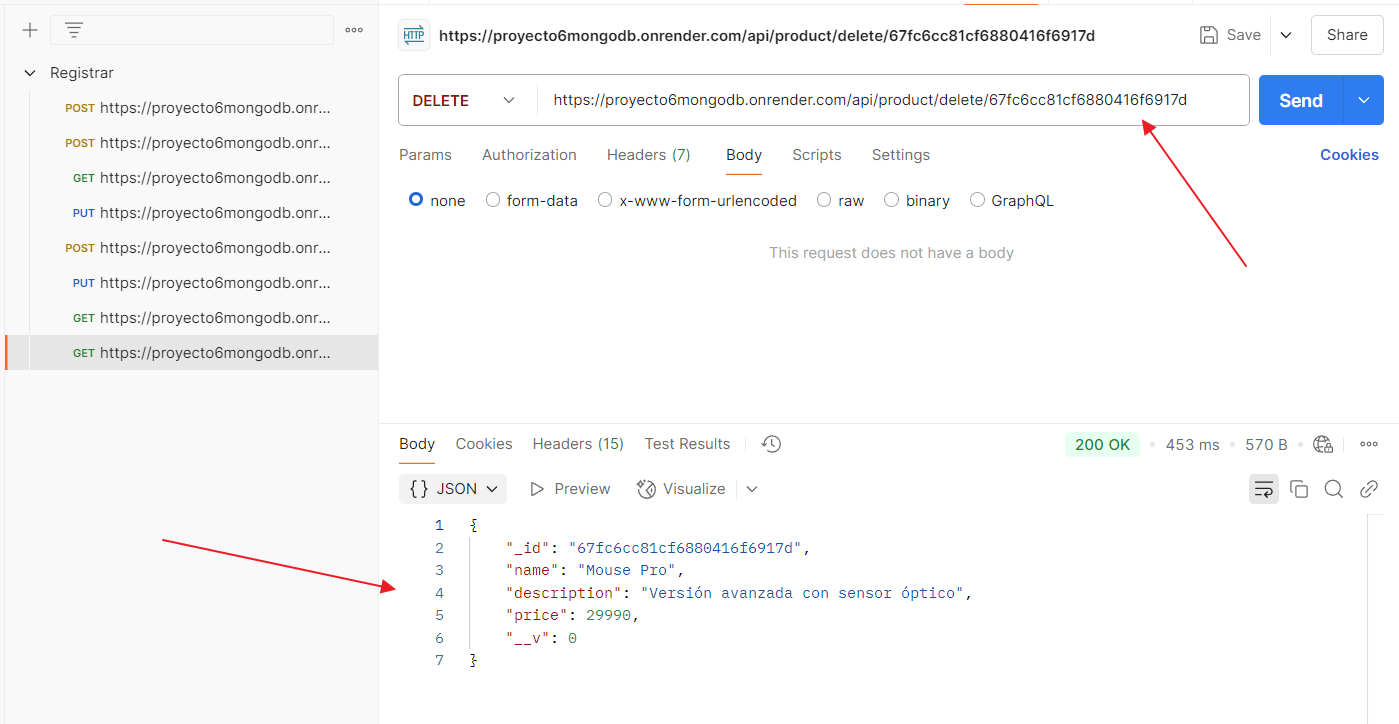 Registrar
POST https://proyecto6mongodb.onr...
POST https://proyecto6mongodb.onr...
GET https://proyecto6mongodb.onr...
PUT https://proyecto6mongodb.onr...
POST https://proyecto6mongodb.onr...
PUT https://proyecto6mongodb.onr...
GET https://proyecto6mongodb.onr...
GET https://proyecto6mongodb.onr...
HTTP https://proyecto6mongodb.onrender.com/api/product/delete/67fc6cc81cf6880416f6917d Save Share
DELETE https://proyecto6mongodb.onrender.com/api/product/delete/67fc6cc81cf6880416f6917d Send
Params Authorization Headers (7) Body Scripts Settings Cookies
none form-data x-www-form-urlencoded raw binary GraphQL
This request does not have a body
Body Cookies Headers (15) Test Results 200 OK • 453 ms • 570 B •
{} JSON Preview Visualize
1 {
2 "_id": "67fc6cc81cf6880416f6917d",
3 "name": "Mouse Pro",
4 "description": "Versión avanzada con sensor óptico",
5 "price": 29990,
6 "__v": 0
7 }